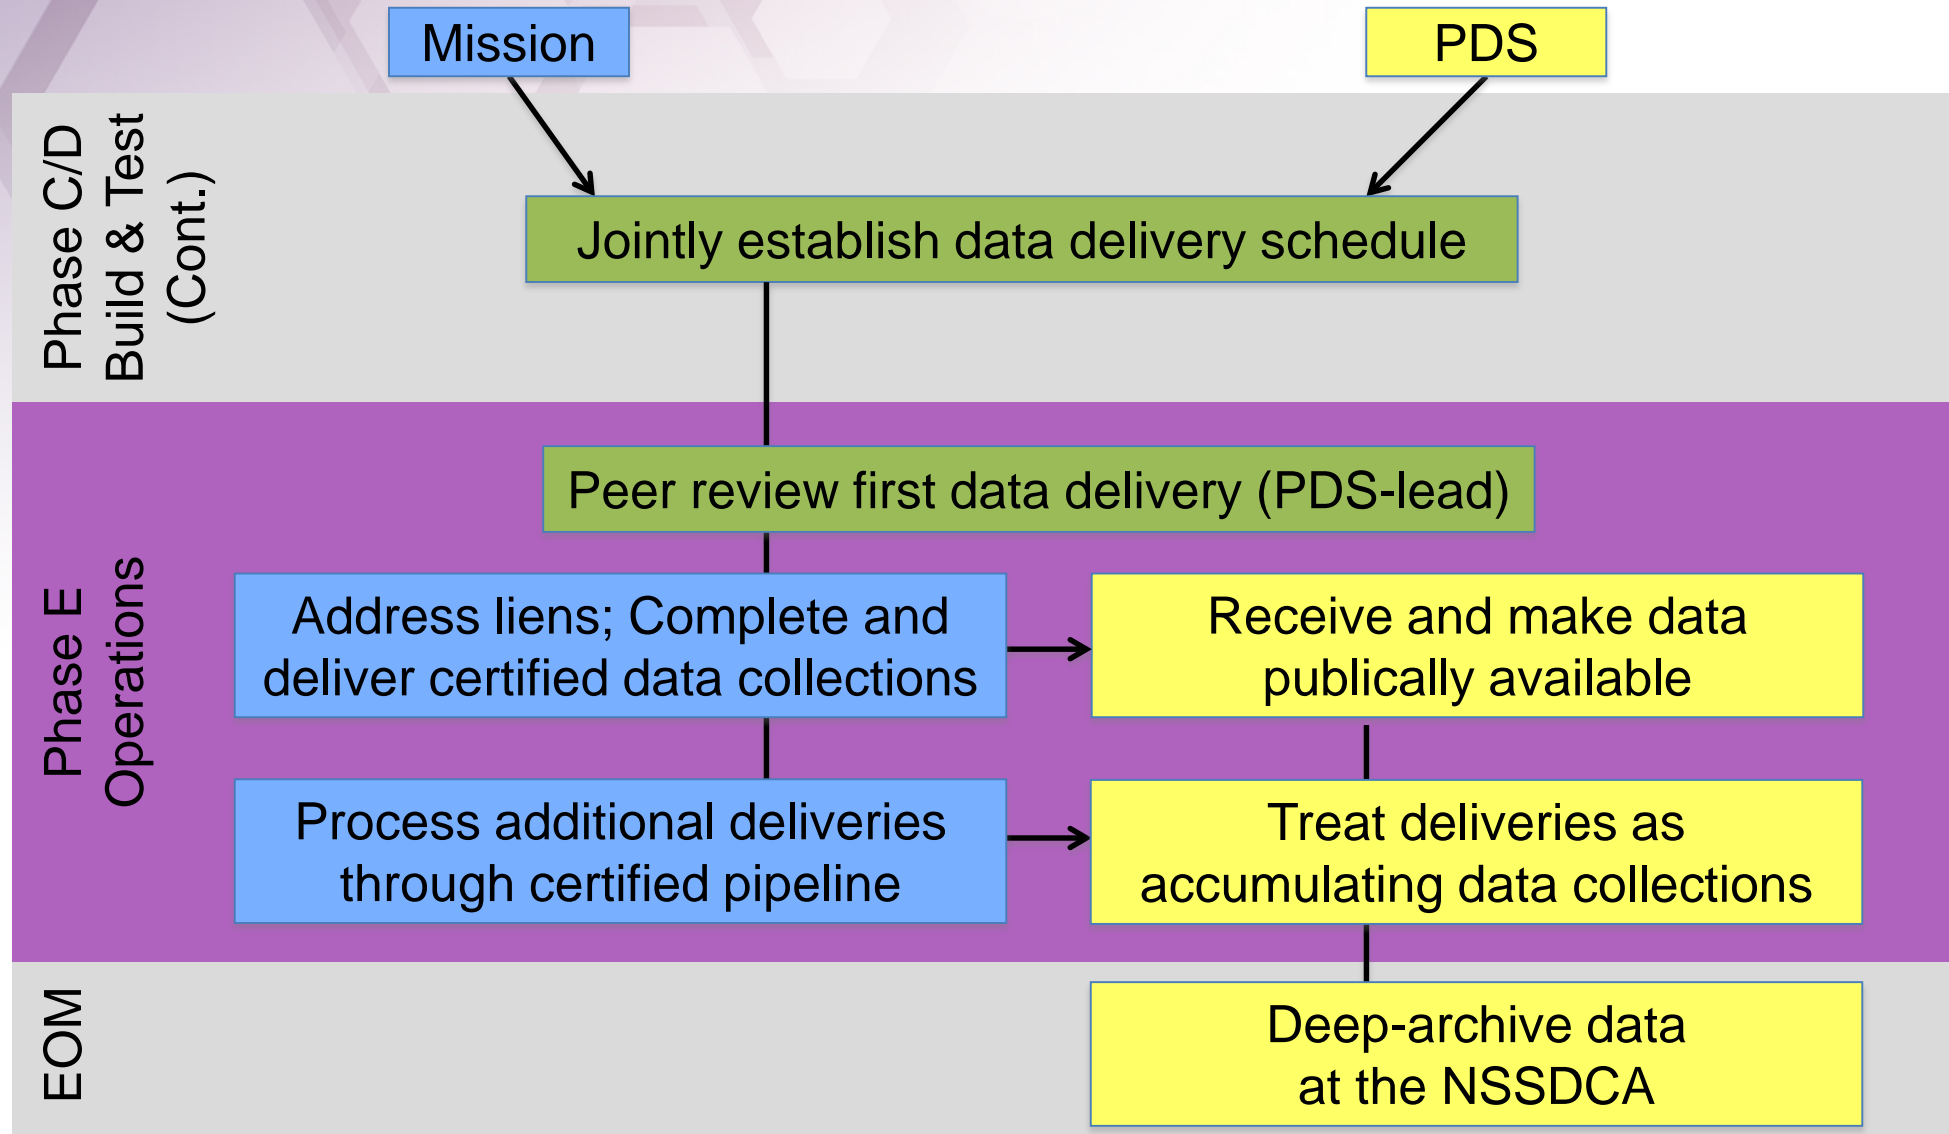 Mission
PDS
Phase C/D
Build & Test
(Cont.)
Jointly establish data delivery schedule
Phase E
Operations
Peer review first data delivery (PDS-lead)
Address liens; Complete and
deliver certified data collections
Receive and make data
publically available
Process additional deliveries
through certified pipeline
Treat deliveries as
accumulating data collections
EOM
Deep-archive data
at the NSSDCA